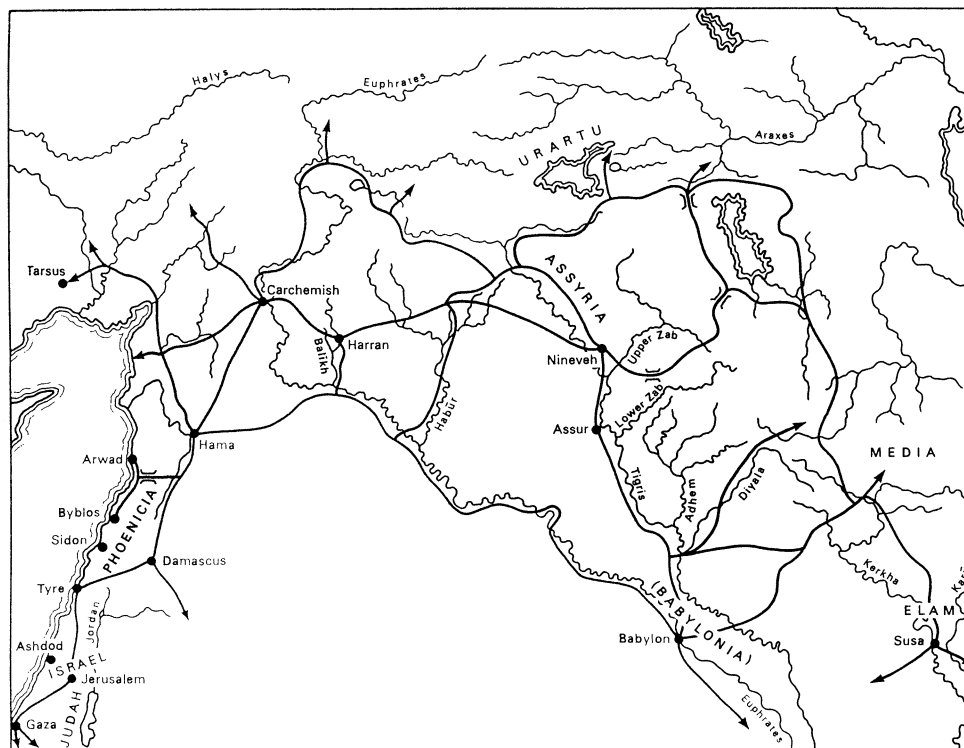 Halys
Euphrates
URARTU
Araxes
Tarsus
Carchemish
ASSYRIA
Harran
Balikh
Nineveh
Upper Zab
Habūr
Lower Zab
Assur
Hama
Arwad
MEDIA
Tigris
Adhem
Diyala
Byblos
PHOENICIA)
Sidon
Damascus
Kerkha
Tyre
Jordan
(BABYLONIA)
ELAM
Babylon
Susa
Ashdod
ISRAEL
Jerusalem
JUDAH
Gaza
Euphrates